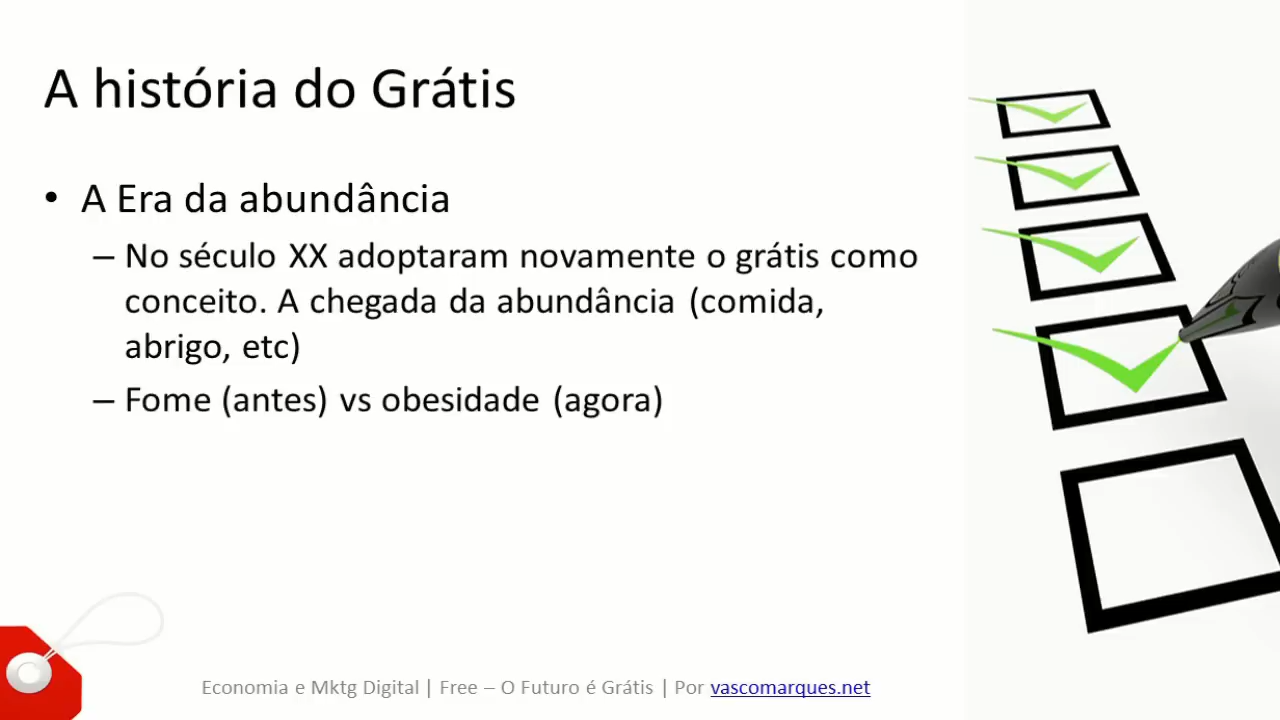 A história do Grátis
• A Era da abundância
– No século XX adoptaram novamente o grátis como
conceito. A chegada da abundância (comida,
abrigo, etc)
– Fome (antes) vs obesidade (agora)
Economia e Mktg Digital | Free – O Futuro é Grátis | Por vascomarques.net